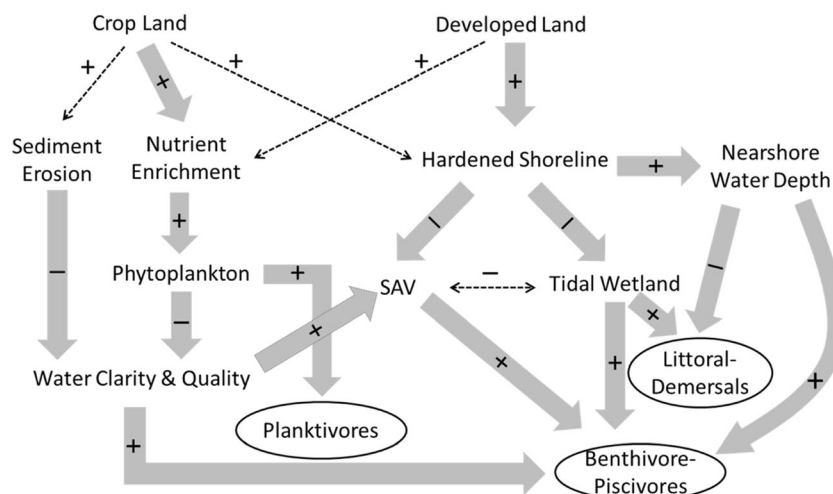 Crop Land
Developed Land
+
+
+
+
+
Sediment
Erosion
Nutrient
Enrichment
Hardened Shoreline
+
Nearshore
Water Depth
−
+
−
−
−
Phytoplankton
+
SAV
−
Tidal Wetland
−
+
+
+
+
+
Water Clarity & Quality
Littoral-
Demersals
+
Planktivores
Benthivore-
Piscivores